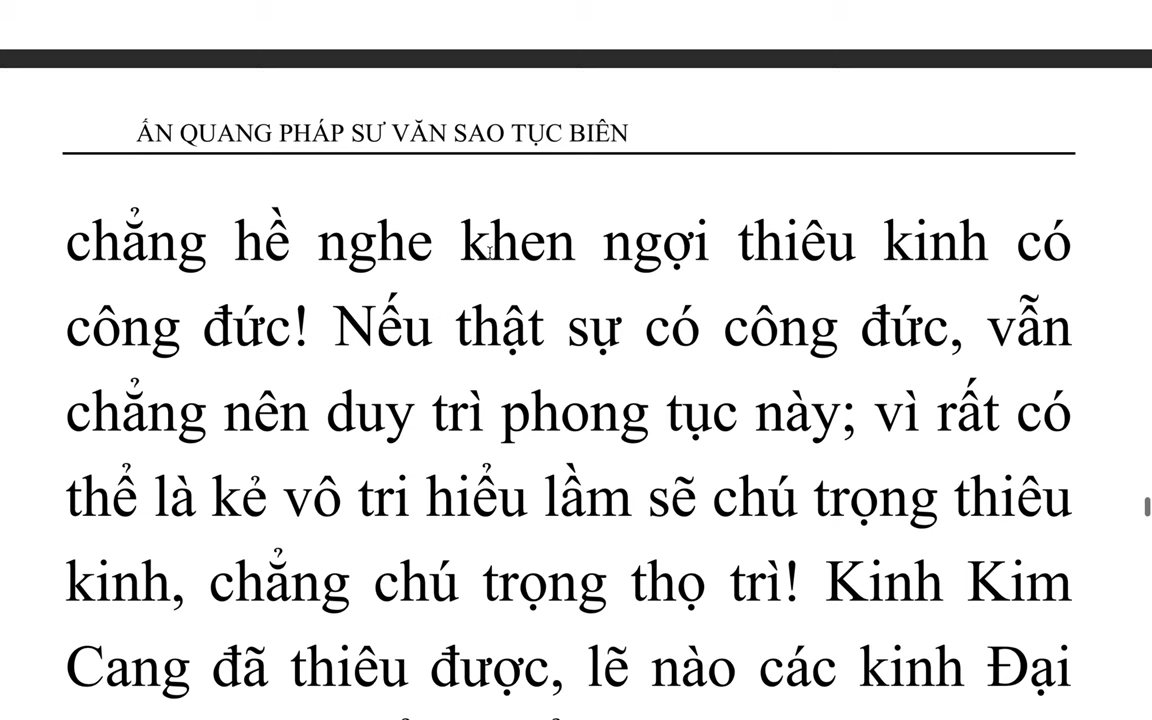 ẤN QUANG PHÁP SƯ VĂN SAO TỤC BIÊN
chẳng hề nghe khen ngợi thiêu kinh có
công đức! Nếu thật sự có công đức, vẫn
chẳng nên duy trì phong tục này; vì rất có
thể là kẻ vô tri hiểu lầm sẽ chú trọng thiêu
kinh, chẳng chú trọng thọ trì! Kinh Kim
Cang đã thiêu được, lẽ nào các kinh Đại